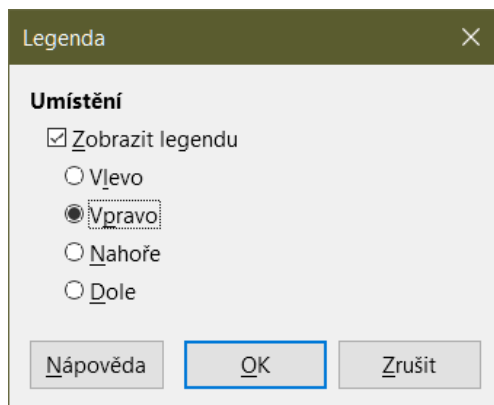 Legenda
Umístění
Zobrazit legendu
Vlevo
Vpravo
Nahoře
Dole
Nápověda OK Zrušit